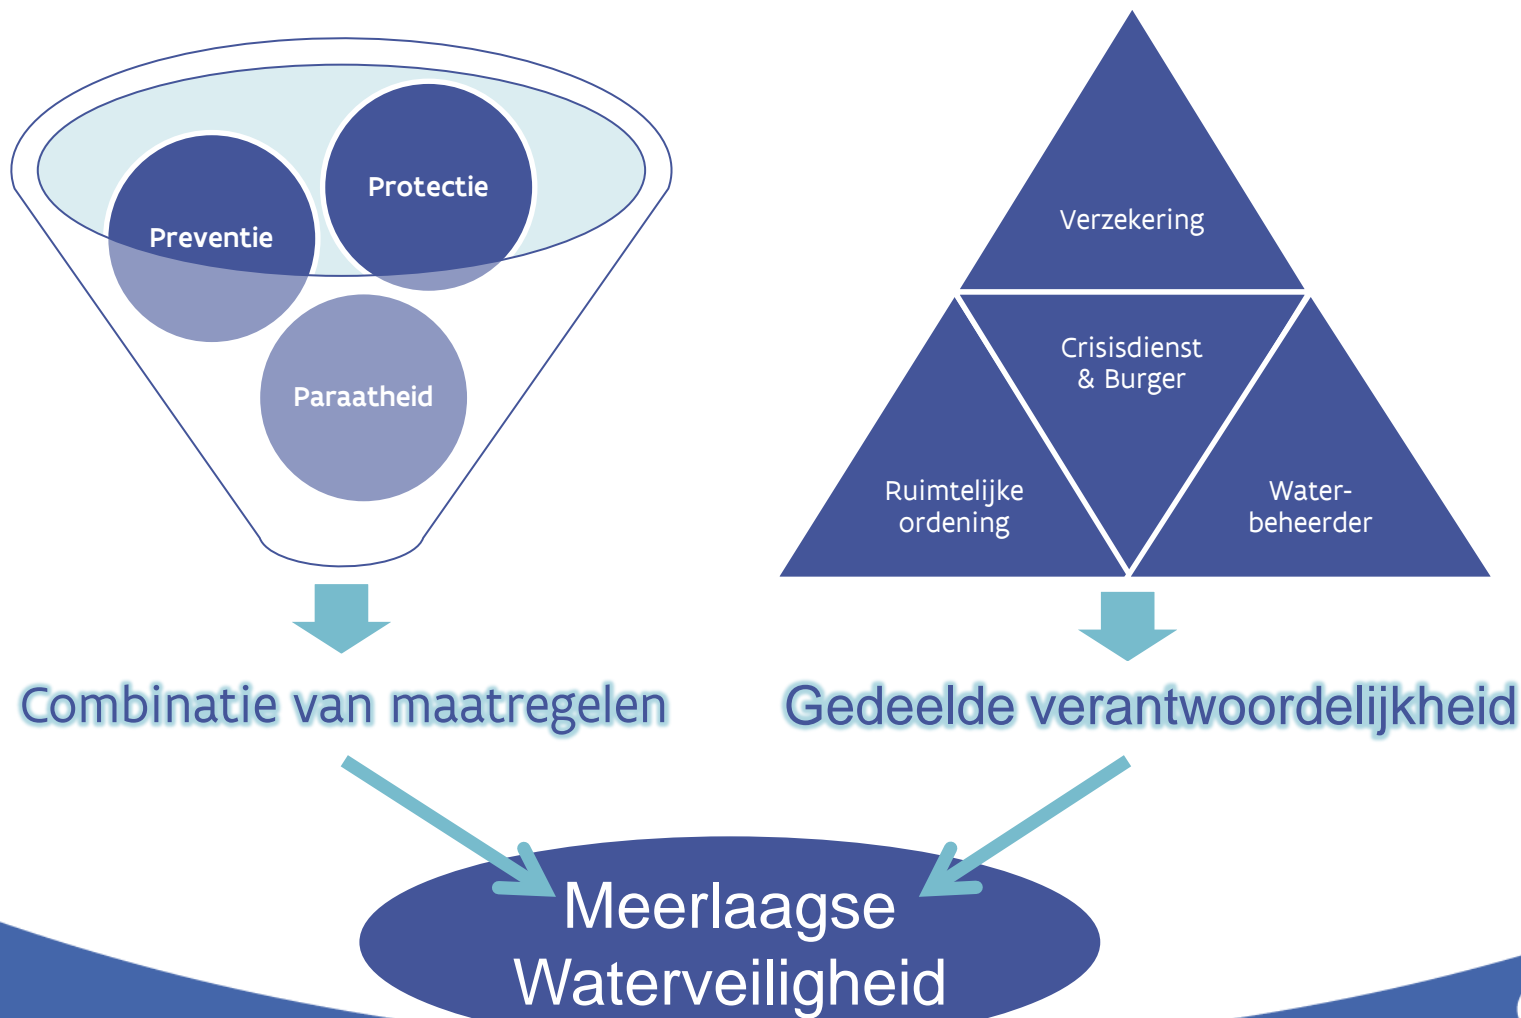 Protectie
Preventie
Paraatheid
Verzekering
Crisisdienst
& Burger
Ruimtelijke
ordening
Water-
beheerder
Combinatie van maatregelen
Gedeelde verantwoordelijkheid
Meerlaagse
Waterveiligheid